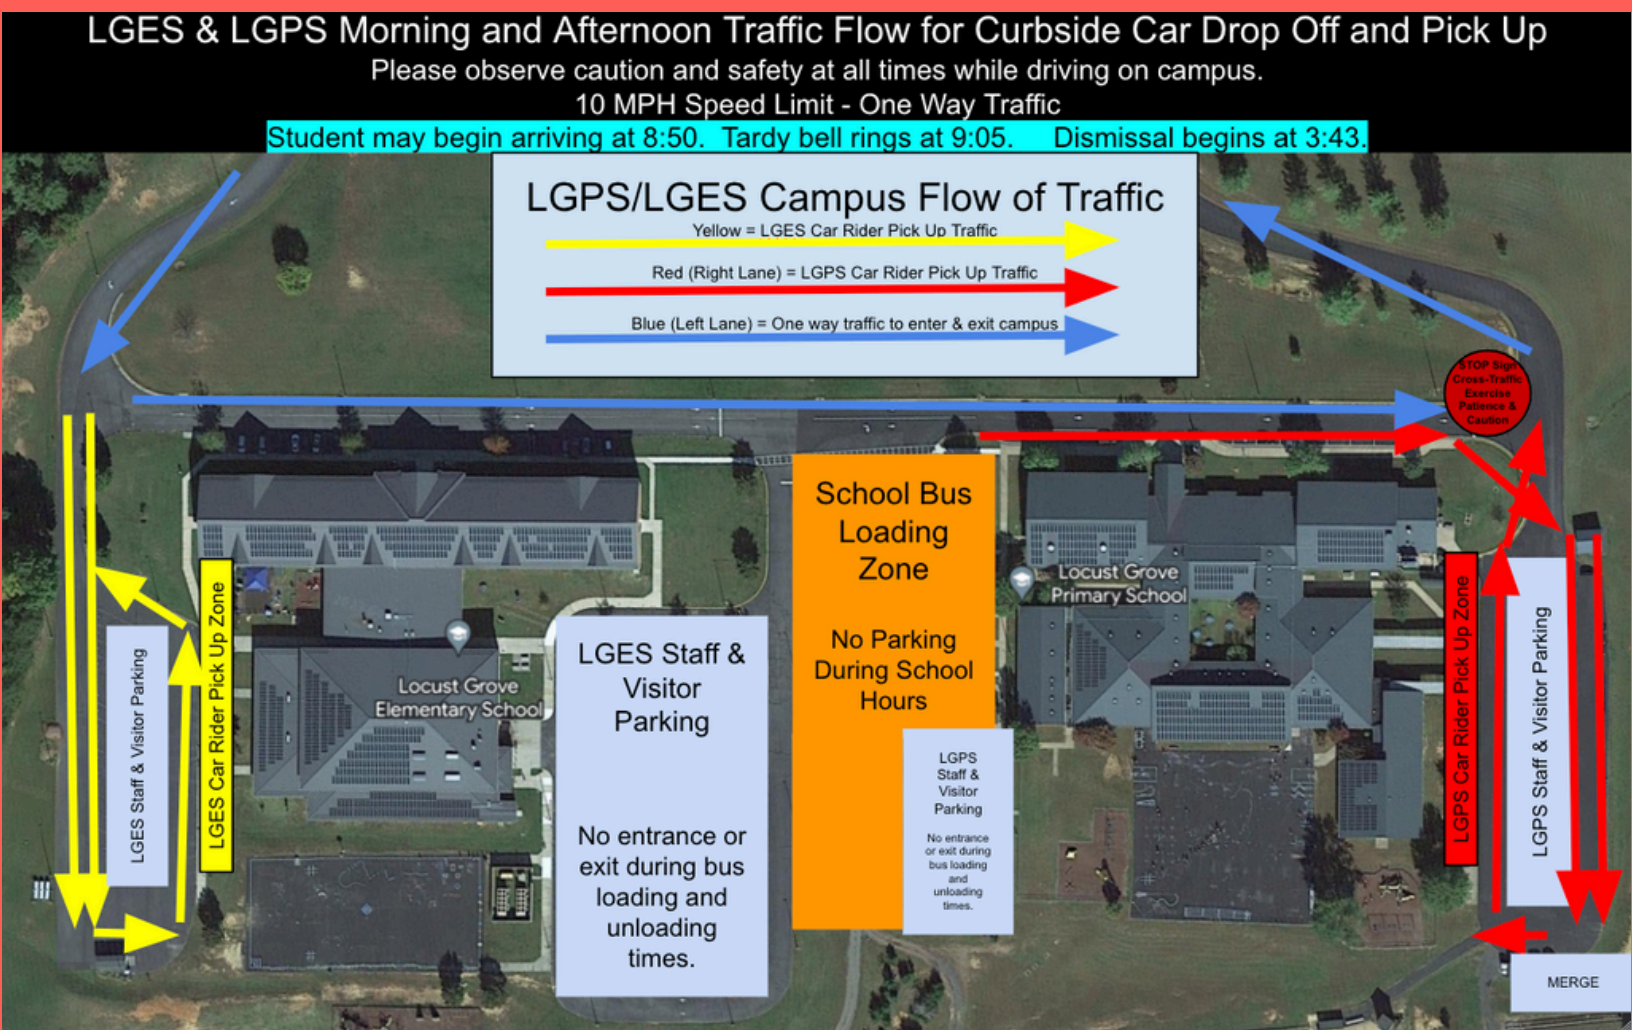 LGES & LGPS Morning and Afternoon Traffic Flow for Curbside Car Drop Off and Pick Up
Please observe caution and safety at all times while driving on campus.
10 MPH Speed Limit - One Way Traffic
Student may begin arriving at 8:50. Tardy bell rings at 9:05. Dismissal begins at 3:43.
LGPS/LGES Campus Flow of Traffic
Yellow = LGES Car Rider Pick Up Traffic
Red (Right Lane) = LGPS Car Rider Pick Up Traffic
Blue (Left Lane) = One way traffic to enter & exit campus
STOP Sign
Cross-Traffic
Exercise
Patience &
Caution
School Bus
Loading
Zone
No Parking
During School
Hours
Locust Grove
Primary School
Locust Grove
Elementary School
LGES Staff & Visitor Parking
LGES Car Rider Pick Up Zone
LGES Staff &
Visitor
Parking
No entrance or
exit during bus
loading and
unloading
times.
LGPS
Staff &
Visitor
Parking
No entrance
or exit during
bus loading
and
unloading
times.
LGPS Car Rider Pick Up Zone
LGPS Staff & Visitor Parking
MERGE